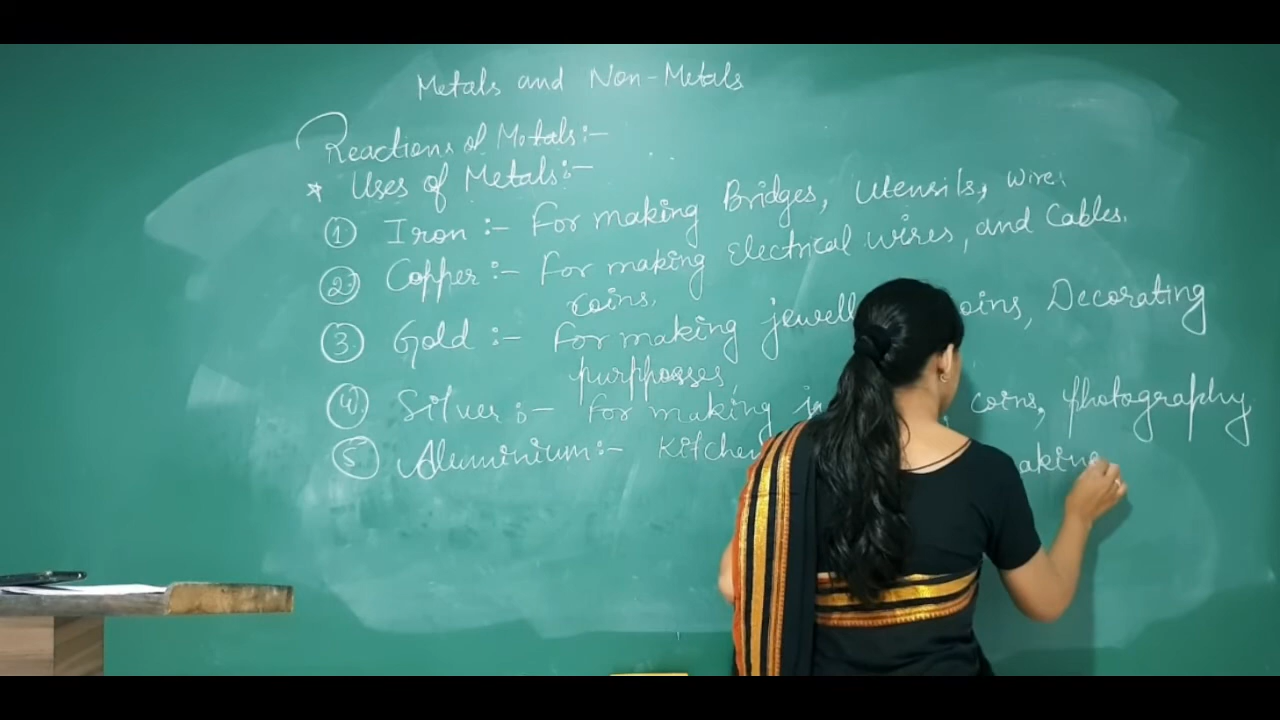 Metals and Non-Metals
Reactions of Metals:-
* Uses of Metals:-
1 Iron :- For making Bridges, Utensils, wire
2. Copper :- For making Electrical wires, and Cables.
coins.
3. Gold :- For making jewell oins, Decorating
purpposses,
4. Silver :- For making coins, photography
5. Aluminium :- Kitchen aking